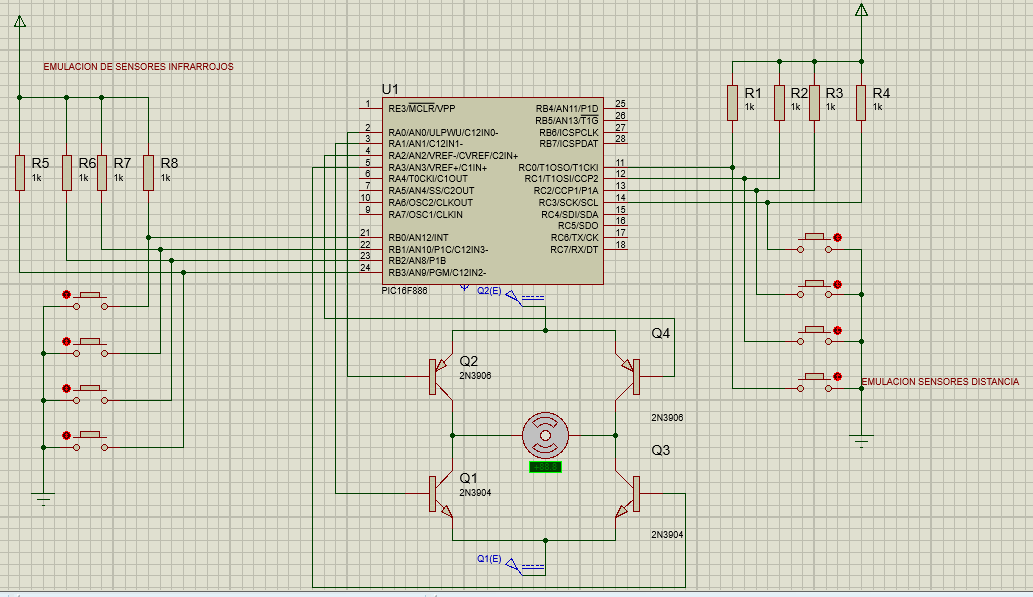 EMULACION DE SENSORES INFRARROJOS
R5
1k
R6
1k
R7
1k
R8
1k
U1
1 RE3/MCLR/VPP
2 RA0/AN0/ULPWU/C12IN0-
3 RA1/AN1/C12IN1-
4 RA2/AN2/VREF-/CVREF/C2IN+
5 RA3/AN3/VREF+/C1IN+
6 RA4/T0CKI/C1OUT
7 RA5/AN4/SS/C2OUT
10 RA6/OSC2/CLKOUT
9 RA7/OSC1/CLKIN
21 RB0/AN12/INT
22 RB1/AN10/P1C/C12IN3-
23 RB2/AN8/P1B
24 RB3/AN9/PGM/C12IN2-
RB4/AN11/P1D 25
RB5/AN13/T1G 26
RB6/ICSPCLK 27
RB7/ICSPDAT 28
RC0/T1OSO/T1CKI 11
RC1/T1OSI/CCP2 12
RC2/CCP1/P1A 13
RC3/SCK/SCL 14
RC4/SDI/SDA 15
RC5/SDO 16
RC6/TX/CK 17
RC7/RX/DT 18
PIC16F886
R1
1k
R2
1k
R3
1k
R4
1k
Q2(E)
Q2
2N3906
Q4
2N3906
Q1
2N3904
Q3
2N3904
Q1(E)
EMULACION SENSORES DISTANCIA